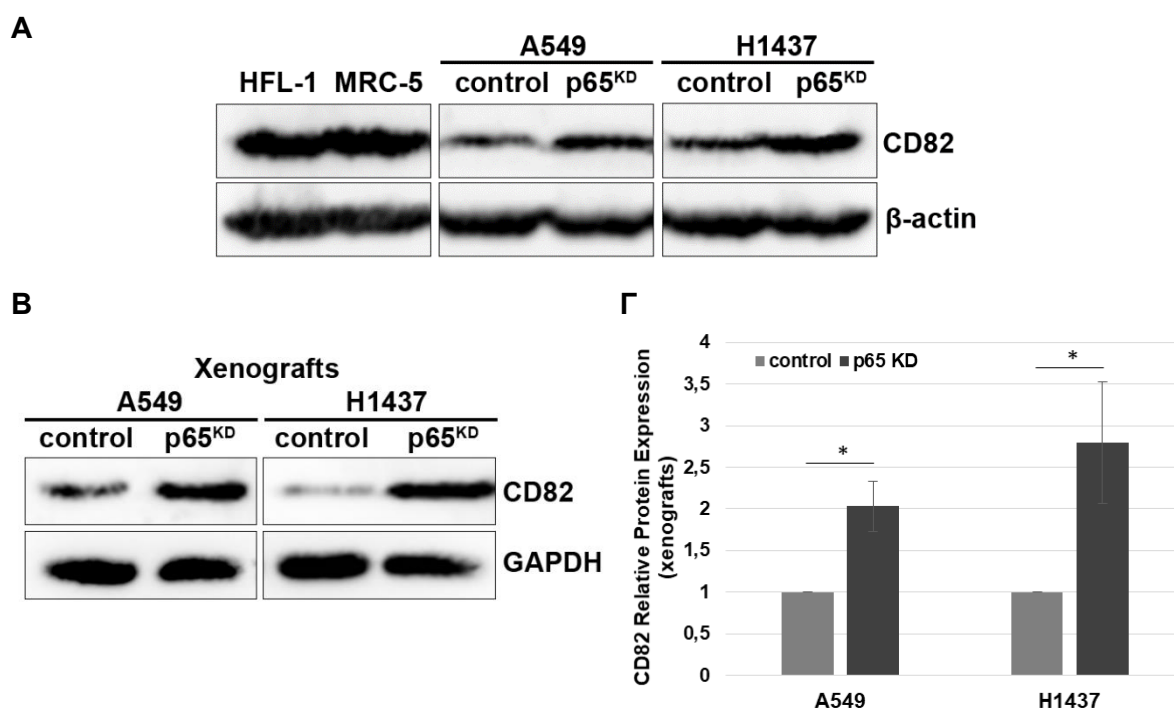 A
A549
H1437
HFL-1 MRC-5 control p65KD control p65KD
CD82
β-actin
B
Xenografts
A549
H1437
control p65KD control p65KD
CD82
GAPDH
Γ
CD82 Relative Protein Expression
(xenografts)
4
3,5
3
2,5
2
1,5
1
0,5
0
control p65 KD
*
*
A549
H1437